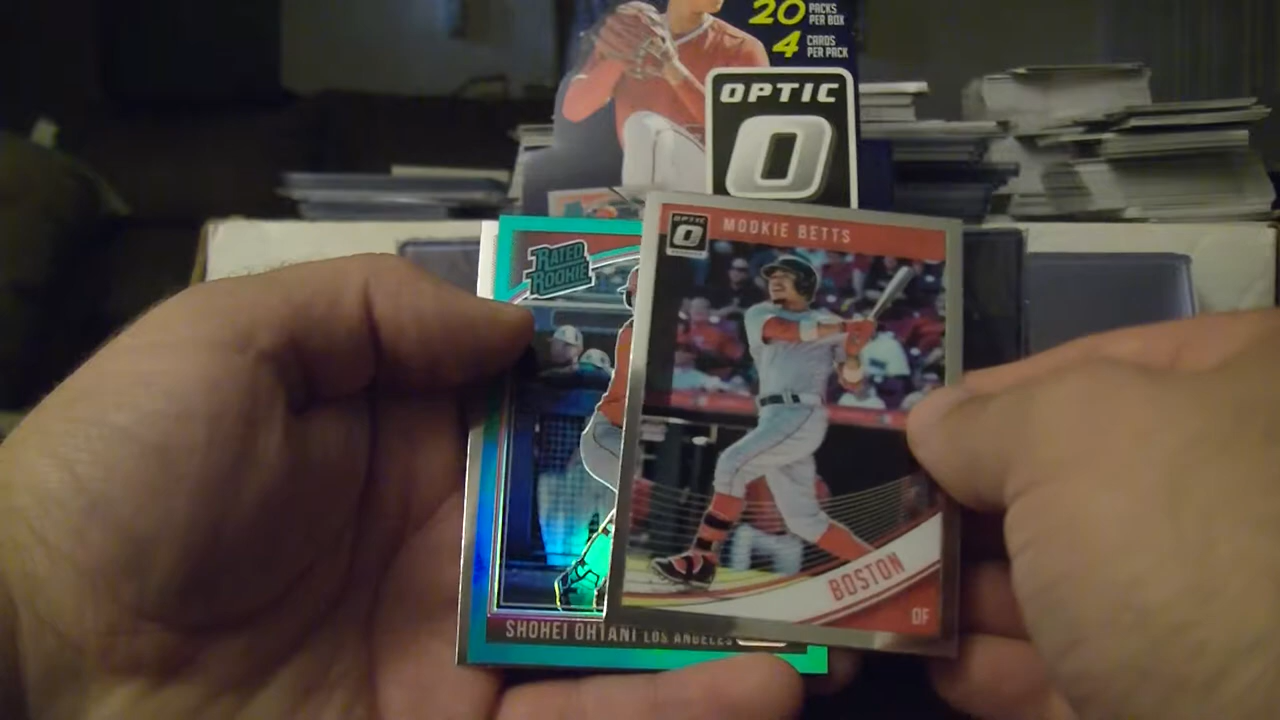 20 PACKS PER BOX
4 CARDS PER PACK
OPTIC
O
OPTIC
O
MOOKIE BETTS
RATED ROOKIE
BOSTON
OF
SHOHEI OHTANI LOS ANGELES